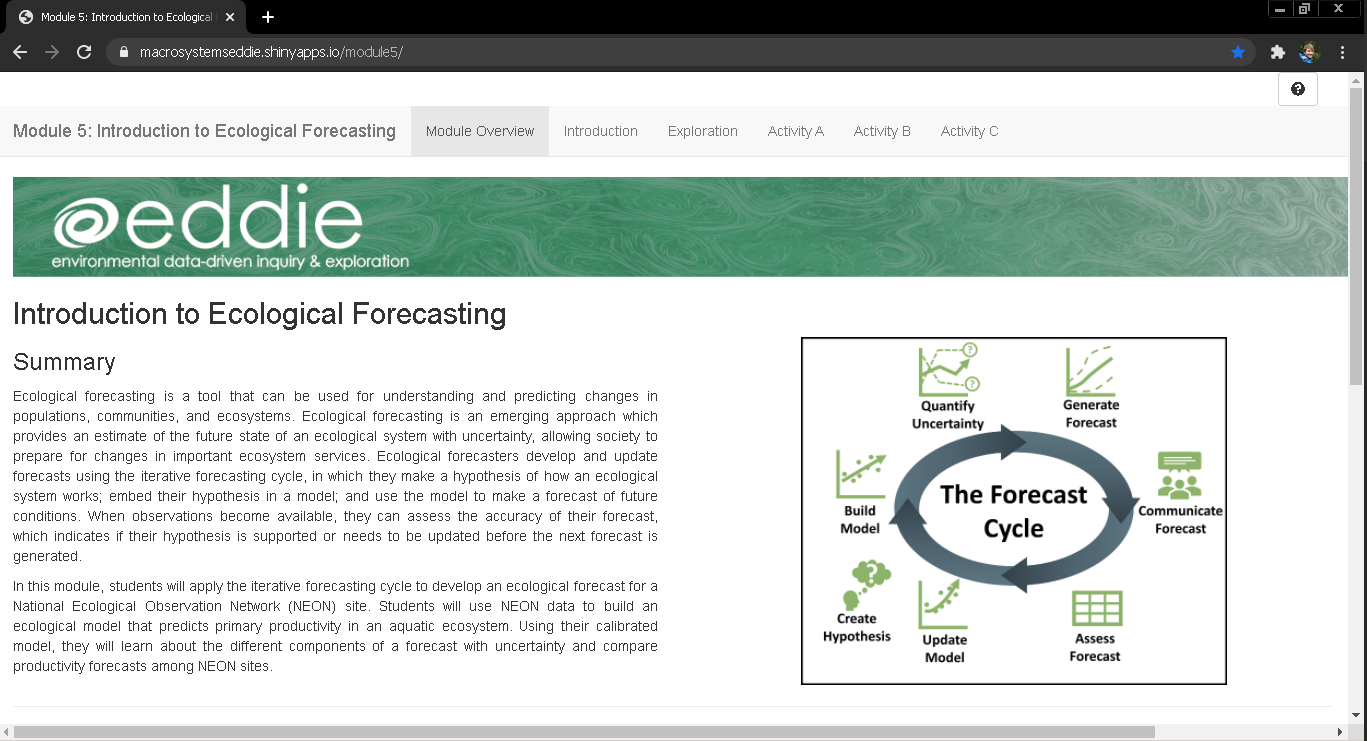 Module 5: Introduction to Ecological
macrosystemseddie.shinyapps.io/module5/
Module 5: Introduction to Ecological Forecasting
Module Overview
Introduction
Exploration
Activity A
Activity B
Activity C
eddie
environmental data-driven inquiry & exploration
Introduction to Ecological Forecasting
Summary
Ecological forecasting is a tool that can be used for understanding and predicting changes in
populations, communities, and ecosystems. Ecological forecasting is an emerging approach which
provides an estimate of the future state of an ecological system with uncertainty, allowing society to
prepare for changes in important ecosystem services. Ecological forecasters develop and update
forecasts using the iterative forecasting cycle, in which they make a hypothesis of how an ecological
system works; embed their hypothesis in a model; and use the model to make a forecast of future
conditions. When observations become available, they can assess the accuracy of their forecast,
which indicates if their hypothesis is supported or needs to be updated before the next forecast is
generated.
In this module, students will apply the iterative forecasting cycle to develop an ecological forecast for a
National Ecological Observation Network (NEON) site. Students will use NEON data to build an
ecological model that predicts primary productivity in an aquatic ecosystem. Using their calibrated
model, they will learn about the different components of a forecast with uncertainty and compare
productivity forecasts among NEON sites.
The Forecast
Cycle
Quantify
Uncertainty
Generate
Forecast
Communicate
Forecast
Assess
Forecast
Update
Model
Create
Hypothesis
Build
Model